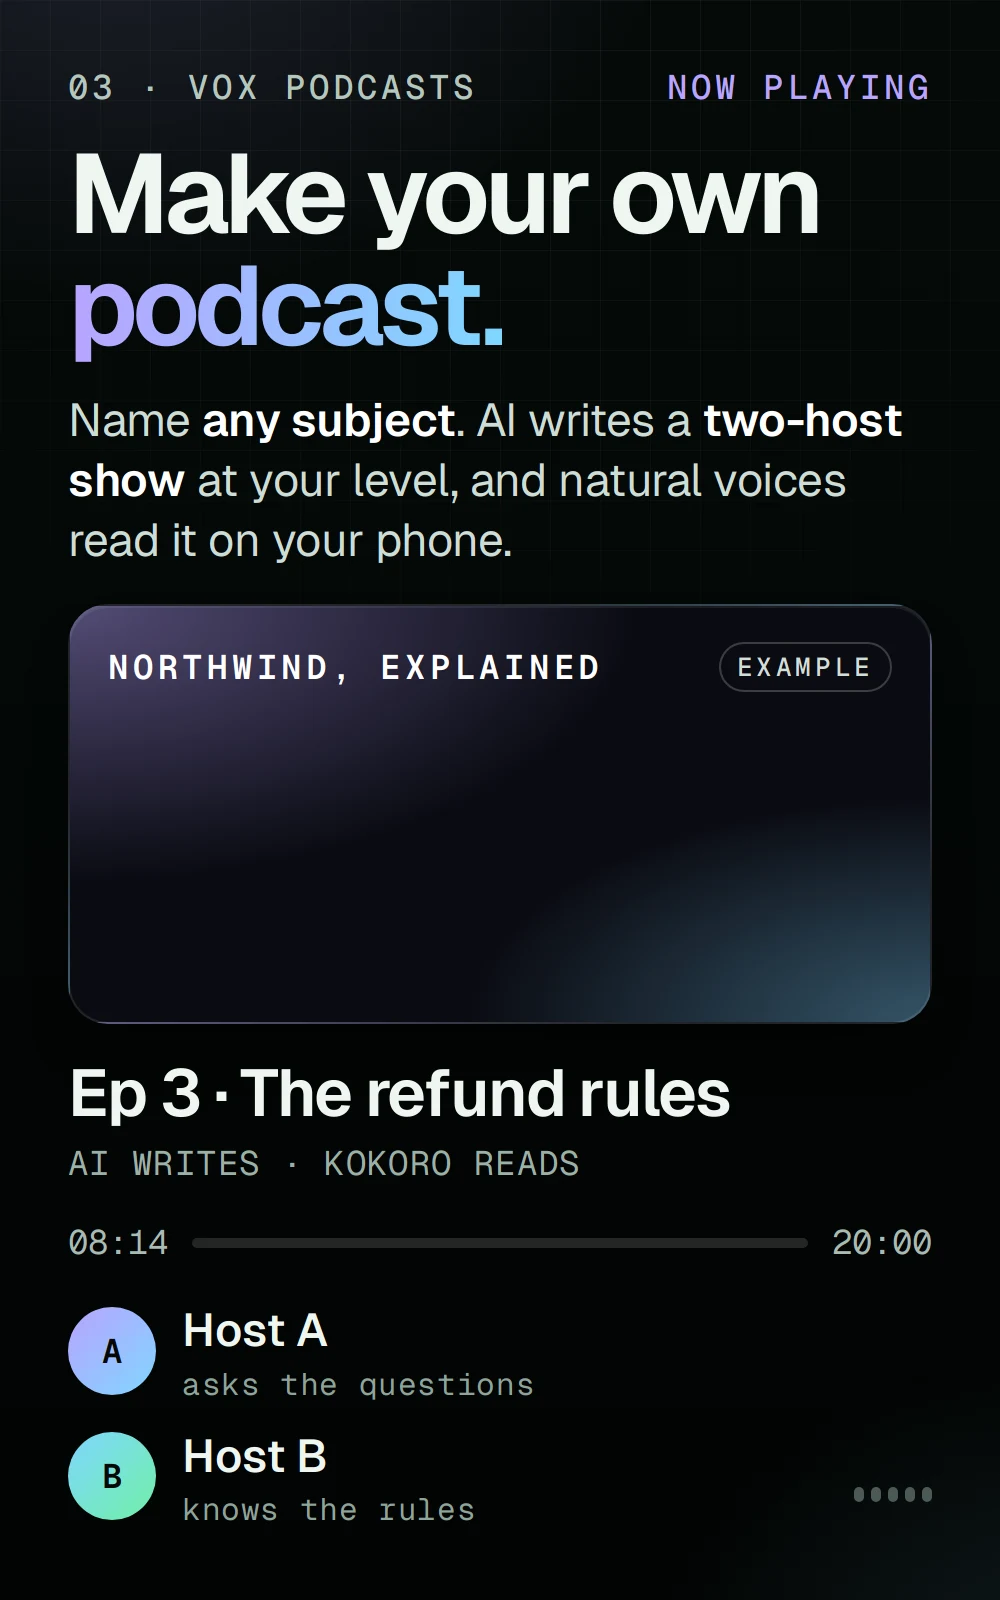 03 · VOX PODCASTS
NOW PLAYING
Make your own
podcast.
Name any subject. AI writes a two-host
show at your level, and natural voices
read it on your phone.
NORTHWIND, EXPLAINED
EXAMPLE
Ep 3 · The refund rules
AI WRITES · KOKORO READS
08:14
20:00
A
Host A
asks the questions
B
Host B
knows the rules